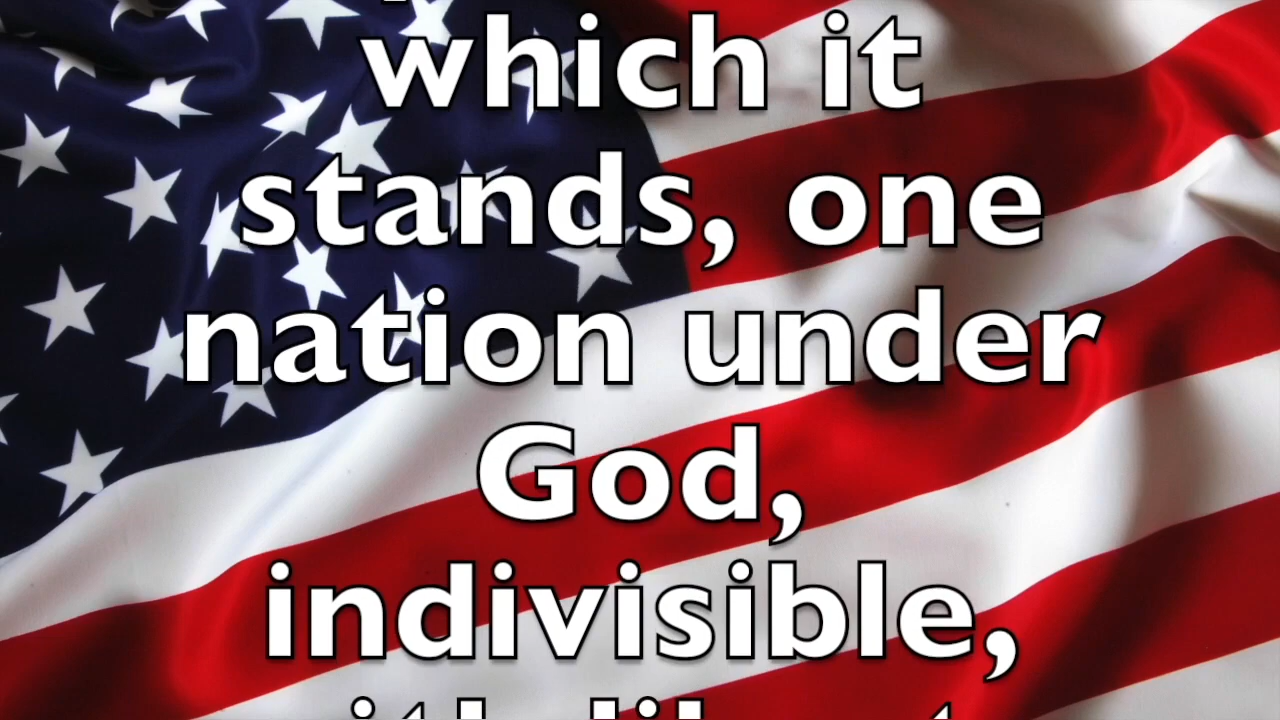 which it
stands, one
nation under
God,
indivisible,